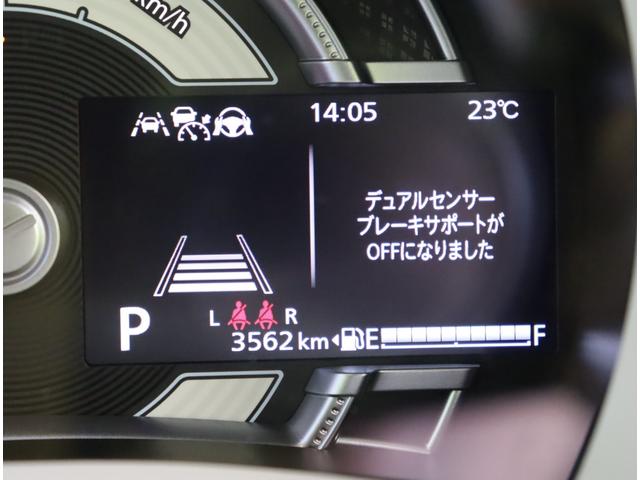 km/h
14:05 23℃
デュアルセンサー
ブレーキサポートが
OFFになりました
P
L R
3562 km E F